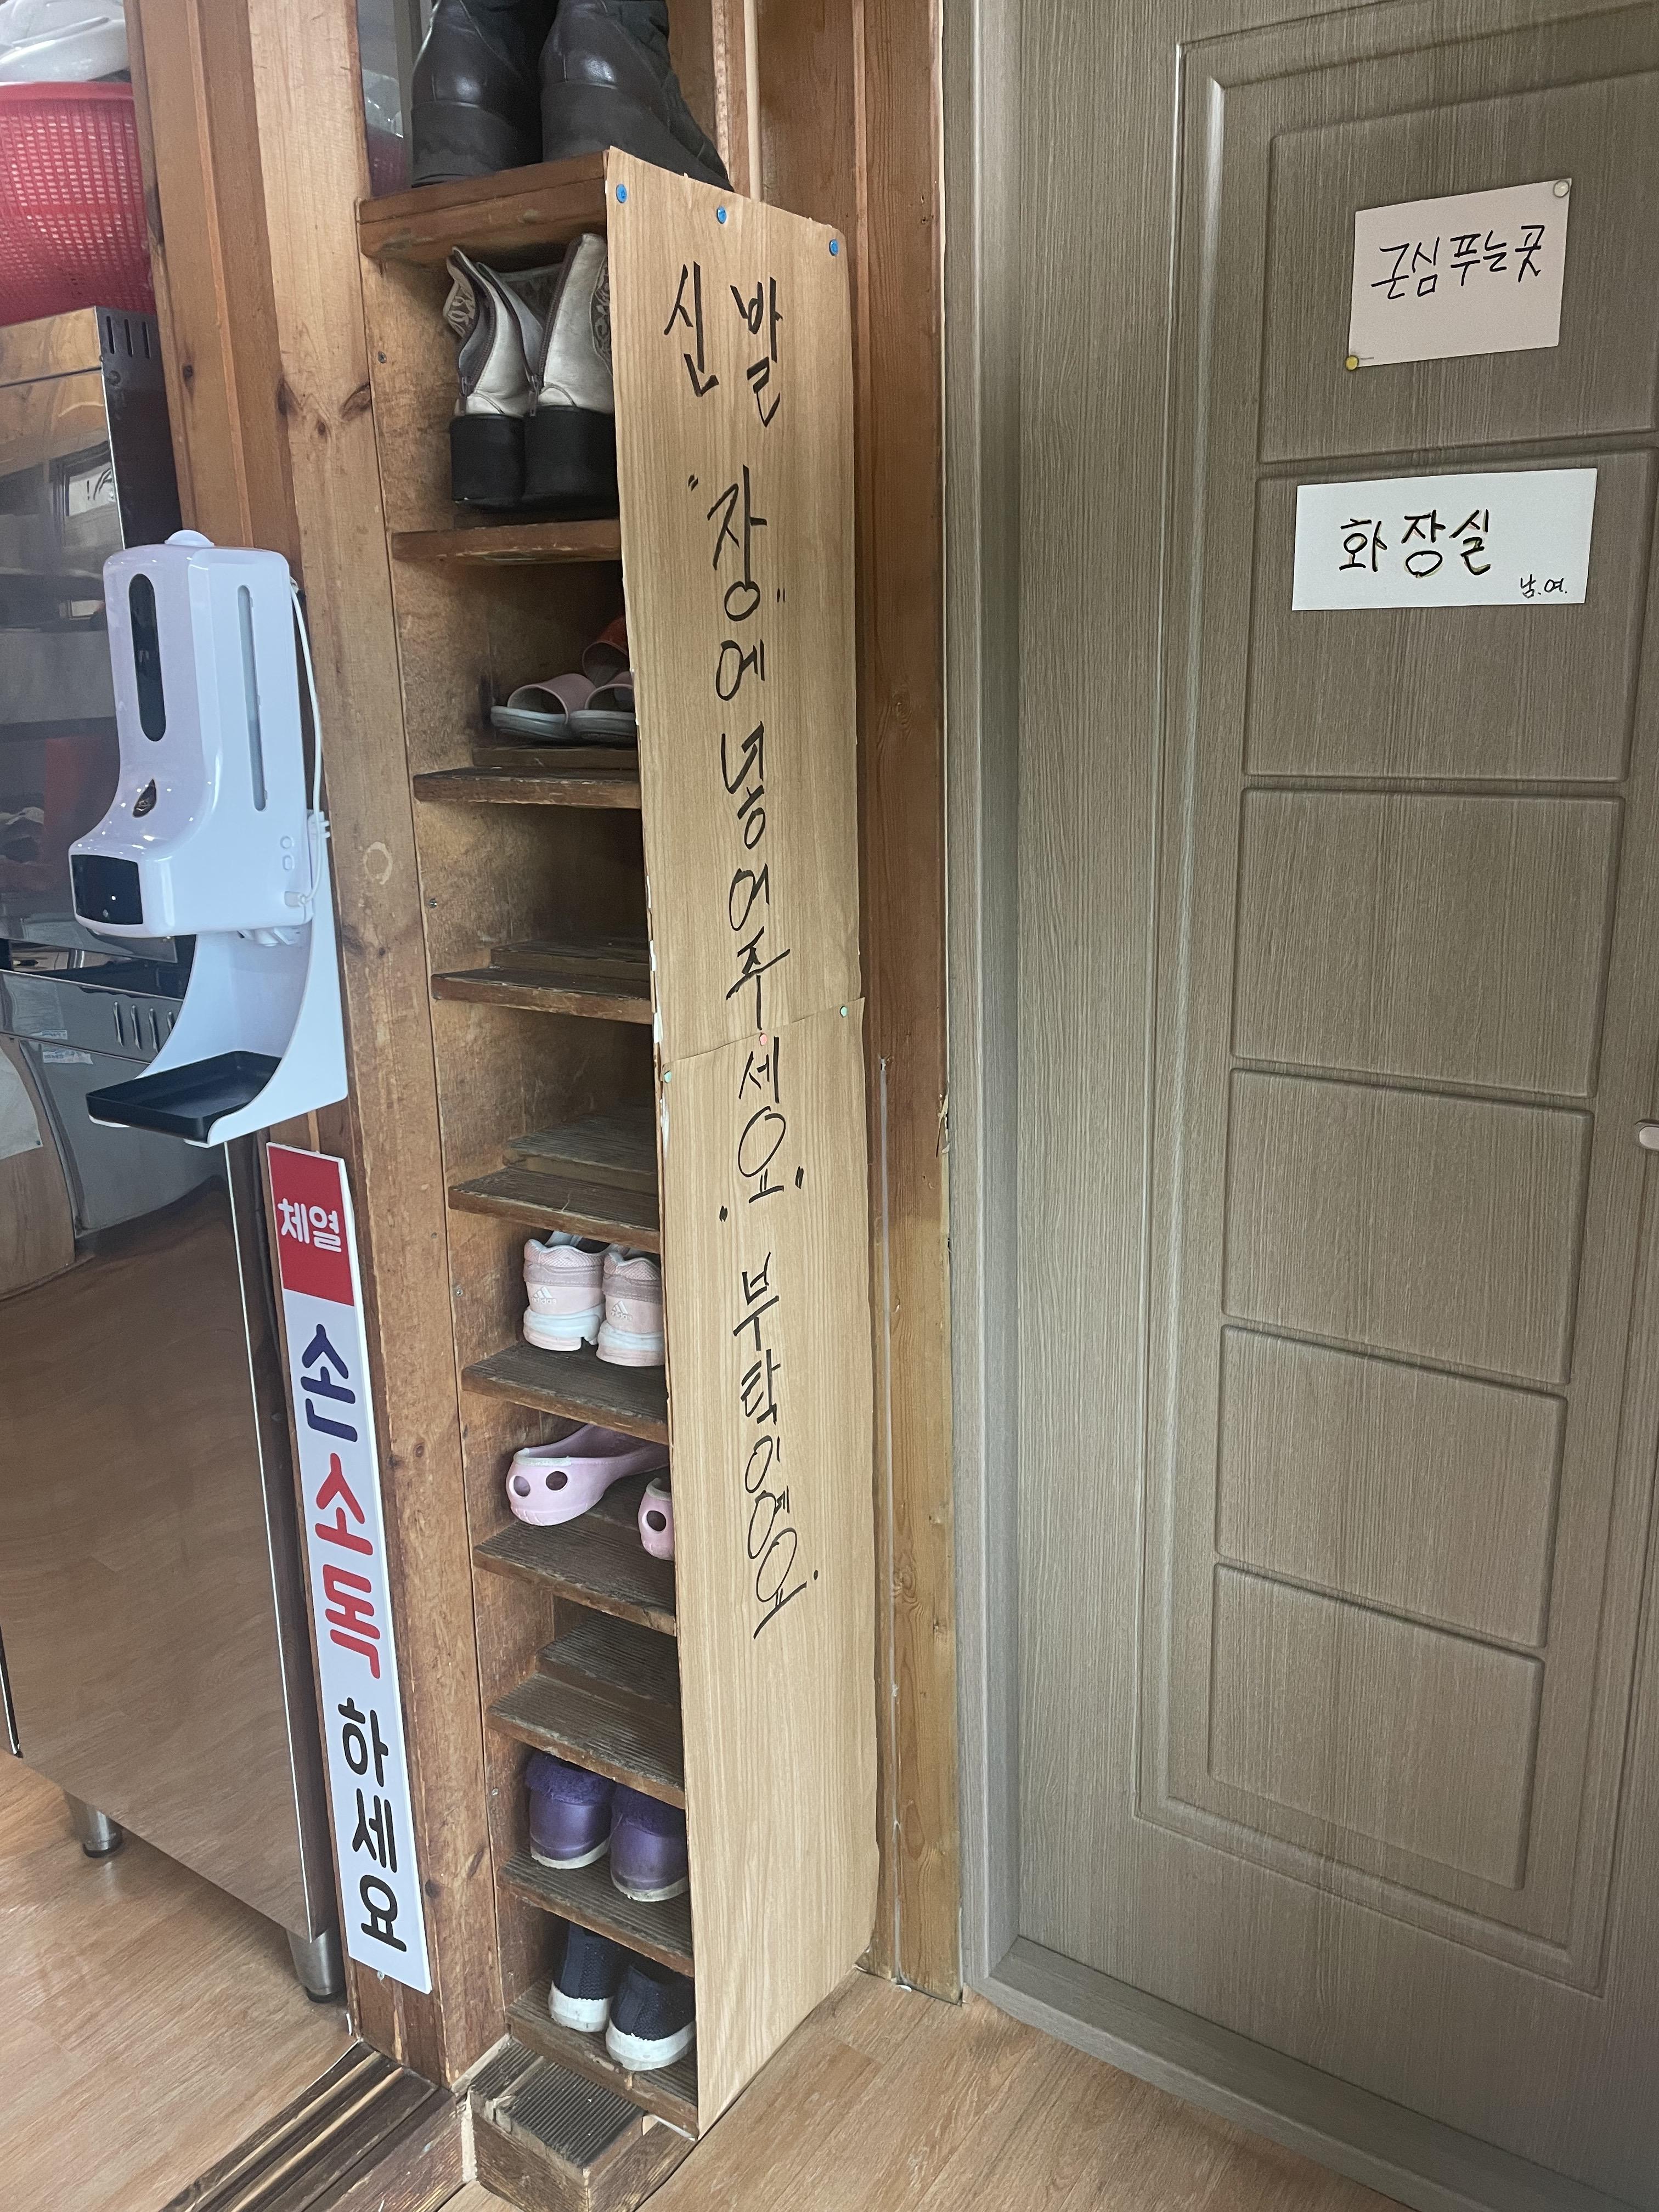 신발
"장"에 넣어주세요"
"부탁이예요"
체열
손소독 하세요
근심 푸는 곳
화장실
남.여.